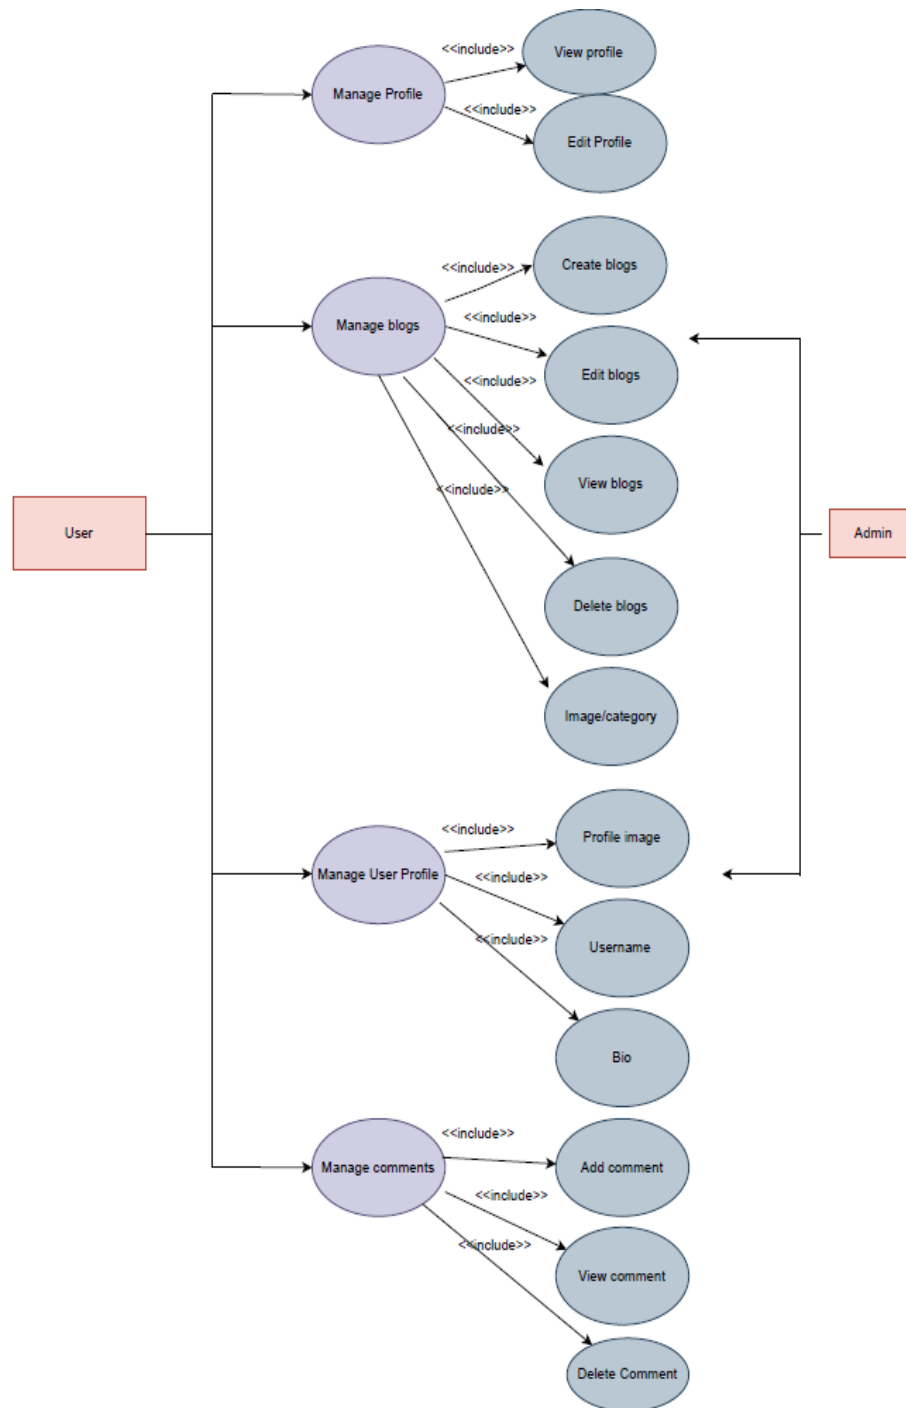 <<include>>
View profile
Manage Profile
<<include>>
Edit Profile
<<include>>
Create blogs
Manage blogs
<<include>>
Edit blogs
<<include>>
<<include>>
View blogs
<<include>>
User
Admin
Delete blogs
Image/category
<<include>>
Profile image
Manage User Profile
<<include>>
Username
<<include>>
Bio
<<include>>
Manage comments
Add comment
<<include>>
<<include>>
View comment
Delete Comment